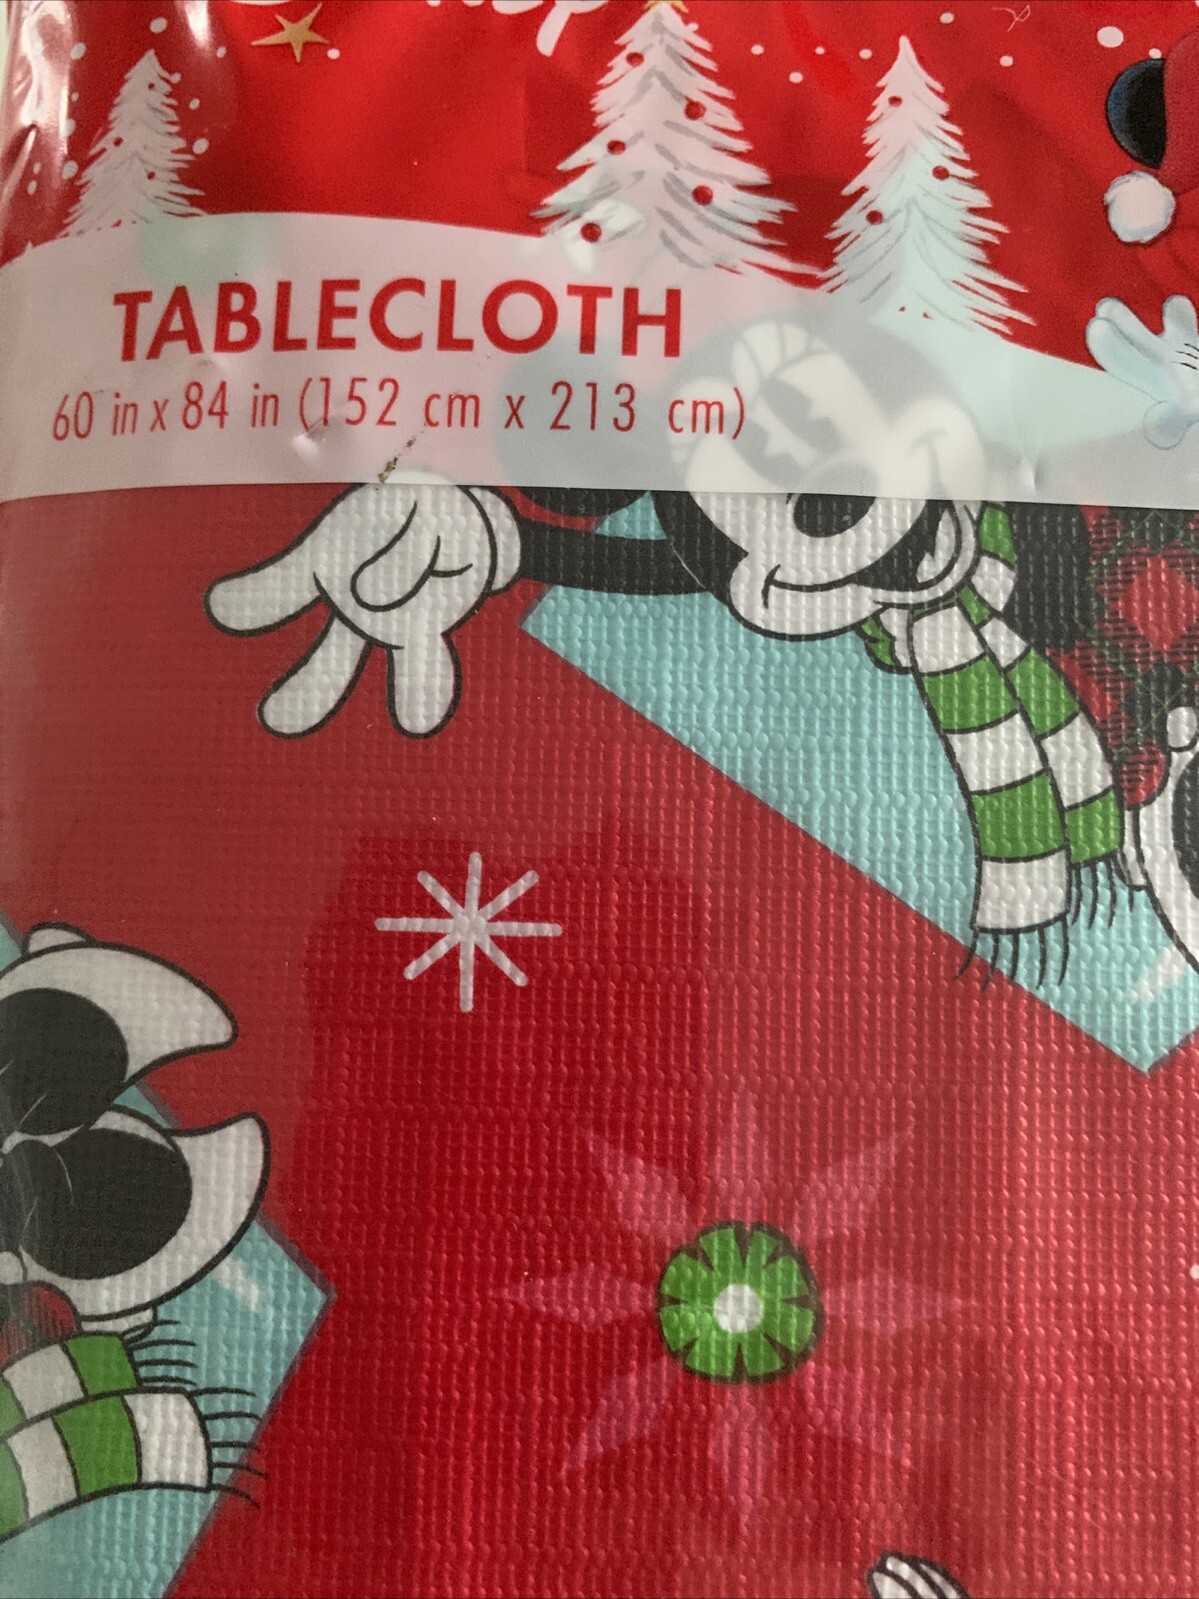 TABLECLOTH
60 in x 84 in (152 cm x 213 cm)